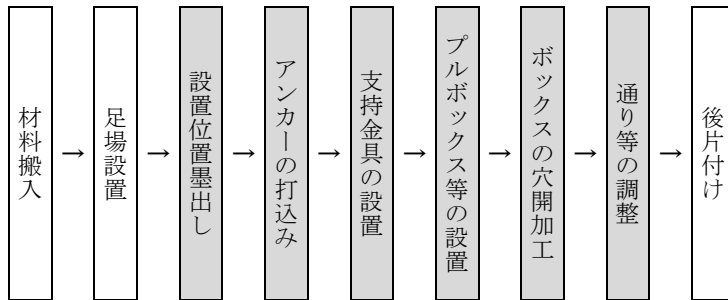 材料搬入
→
足場設置
→
設置位置墨出し
→
アンカーの打込み
→
支持金具の設置
→
プルボックス等の設置
→
ボックスの穴開加工
→
通り等の調整
→
後片付け